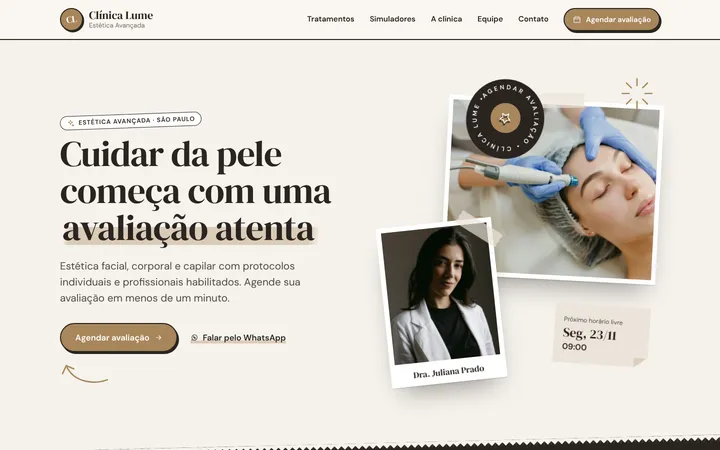 CL
Clínica Lume
Estética Avançada
Tratamentos
Simuladores
A clínica
Equipe
Contato
Agendar avaliação
ESTÉTICA AVANÇADA · SÃO PAULO
Cuidar da pele
começa com uma
avaliação atenta
Estética facial, corporal e capilar com protocolos
individuais e profissionais habilitados. Agende sua
avaliação em menos de um minuto.
Agendar avaliação →
Falar pelo WhatsApp
AGENDAR AVALIAÇÃO • CLÍNICA LUME •
Dra. Juliana Prado
Próximo horário livre
Seg, 23/11
09:00